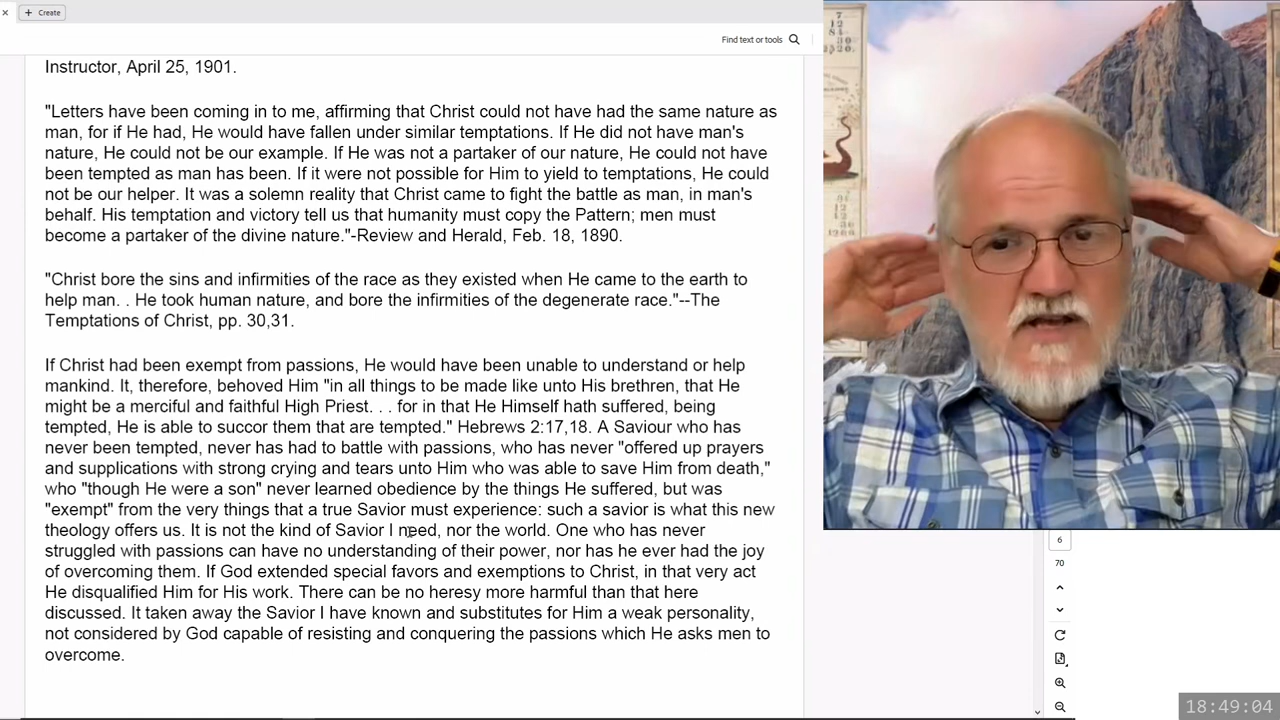 Create
Find text or tools
Instructor, April 25, 1901.
"Letters have been coming in to me, affirming that Christ could not have had the same nature as
man, for if He had, He would have fallen under similar temptations. If He did not have man's
nature, He could not be our example. If He was not a partaker of our nature, He could not have
been tempted as man has been. If it were not possible for Him to yield to temptations, He could
not be our helper. It was a solemn reality that Christ came to fight the battle as man, in man's
behalf. His temptation and victory tell us that humanity must copy the Pattern; men must
become a partaker of the divine nature."-Review and Herald, Feb. 18, 1890.
"Christ bore the sins and infirmities of the race as they existed when He came to the earth to
help man. . He took human nature, and bore the infirmities of the degenerate race."--The
Temptations of Christ, pp. 30,31.
If Christ had been exempt from passions, He would have been unable to understand or help
mankind. It, therefore, behoved Him "in all things to be made like unto His brethren, that He
might be a merciful and faithful High Priest. . . for in that He Himself hath suffered, being
tempted, He is able to succor them that are tempted." Hebrews 2:17,18. A Saviour who has
never been tempted, never has had to battle with passions, who has never "offered up prayers
and supplications with strong crying and tears unto Him who was able to save Him from death,"
who "though He were a son" never learned obedience by the things He suffered, but was
"exempt" from the very things that a true Savior must experience: such a savior is what this new
theology offers us. It is not the kind of Savior I need, nor the world. One who has never
struggled with passions can have no understanding of their power, nor has he ever had the joy
of overcoming them. If God extended special favors and exemptions to Christ, in that very act
He disqualified Him for His work. There can be no heresy more harmful than that here
discussed. It taken away the Savior I have known and substitutes for Him a weak personality,
not considered by God capable of resisting and conquering the passions which He asks men to
overcome.
6
70
18:49:04